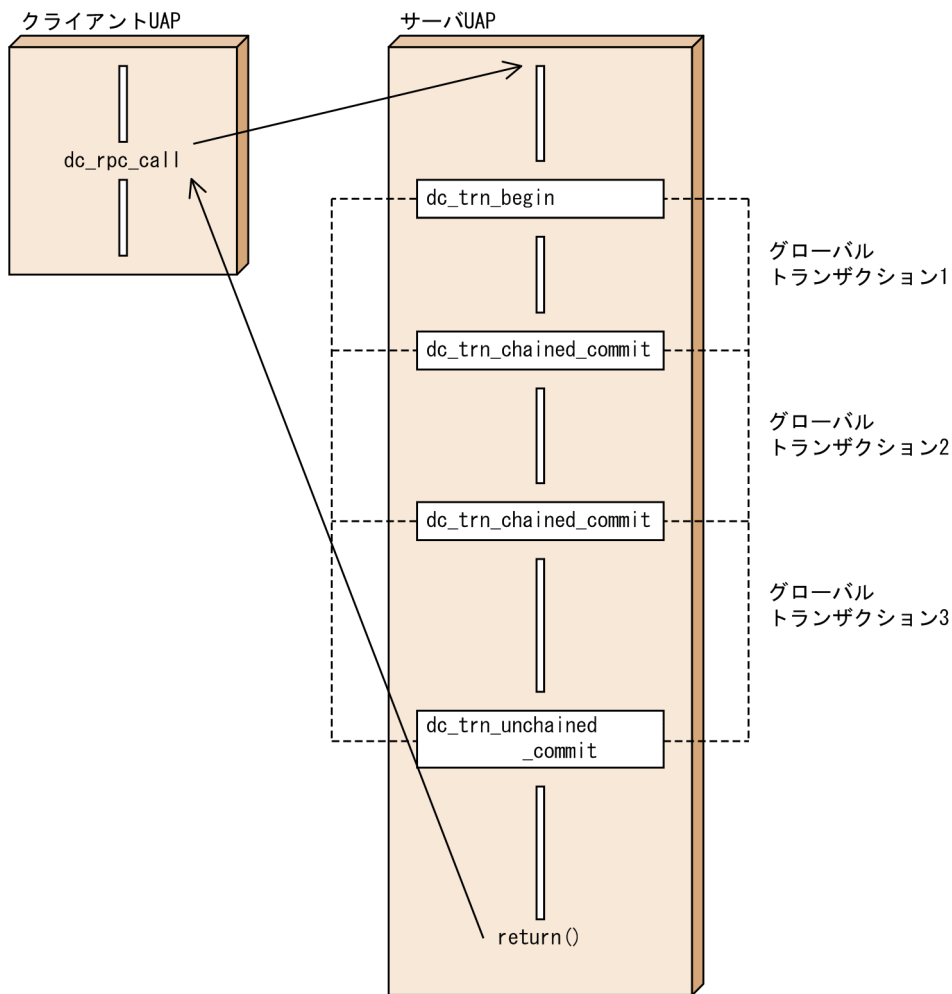 クライアントUAP
サーバUAP
dc_rpc_call
dc_trn_begin
グローバル
トランザクション1
dc_trn_chained_commit
グローバル
トランザクション2
dc_trn_chained_commit
グローバル
トランザクション3
dc_trn_unchained
_commit
return()